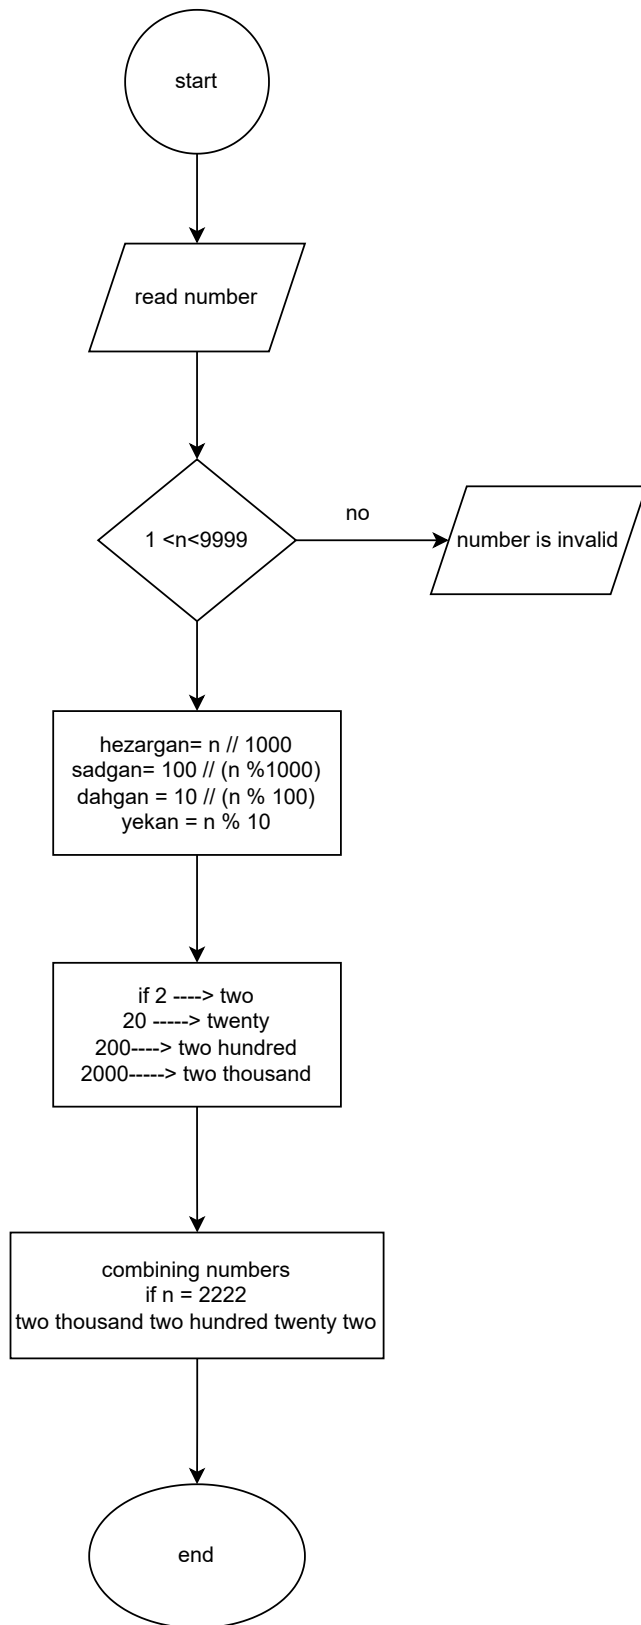 start
read number
1 <n<9999
no
number is invalid
hezargan= n // 1000
sadgan= 100 // (n %1000)
dahgan = 10 // (n % 100)
yekan = n % 10
if 2 ----> two
20 -----> twenty
200----> two hundred
2000-----> two thousand
combining numbers
if n = 2222
two thousand two hundred twenty two
end